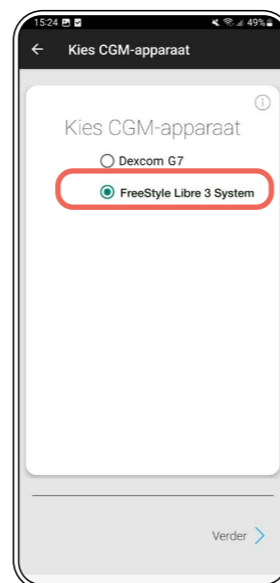 15:24 49%
Kies CGM-apparaat
Kies CGM-apparaat
Dexcom G7
FreeStyle Libre 3 System
Verder